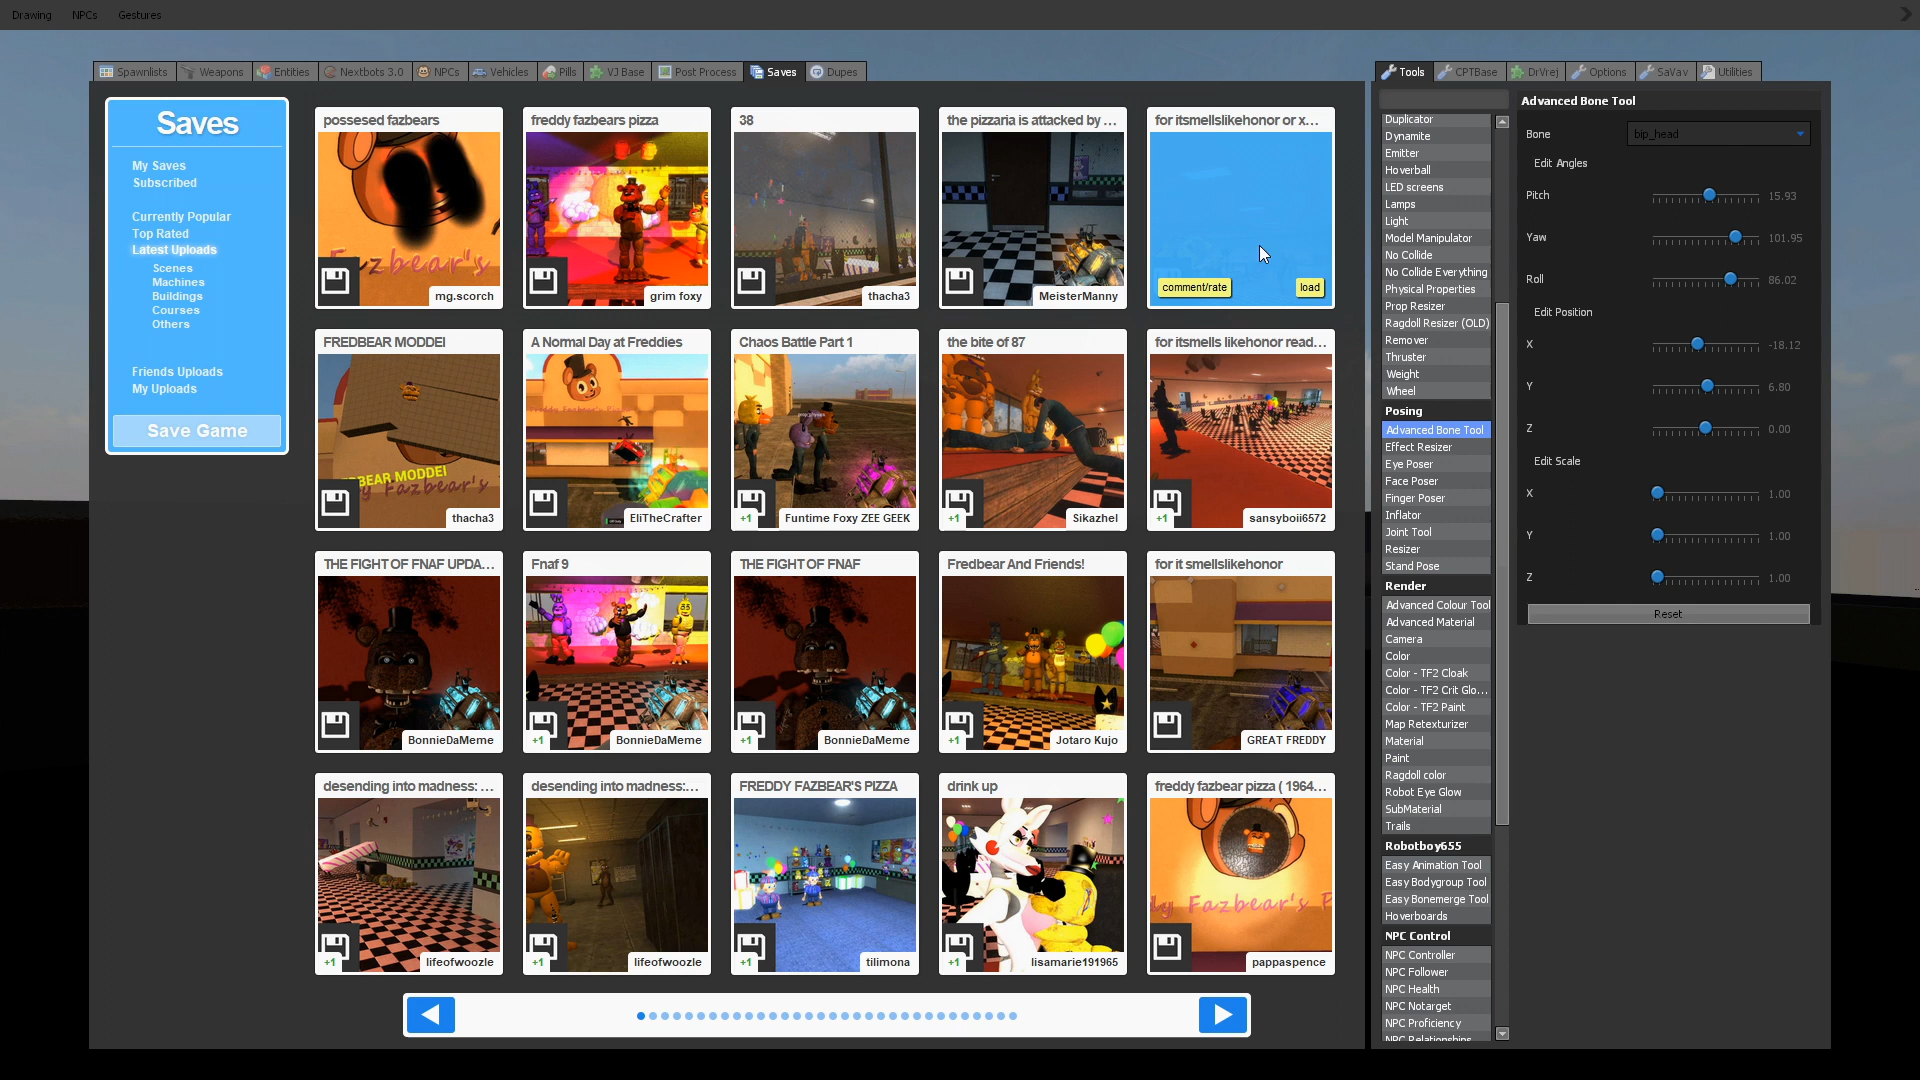 Drawing NPCs Gestures
Spawnlists Weapons Entities Nextbots 3.0 NPCs Vehicles Pills VJ Base Post Process Saves Dupes
Saves
My Saves
Subscribed
Currently Popular
Top Rated
Latest Uploads
Scenes
Machines
Buildings
Courses
Others
Friends Uploads
My Uploads
Save Game
possesed fazbears
mg.scorch
freddy fazbears pizza
grim foxy
38
thacha3
the pizzaria is attacked by ...
MeisterManny
for itsmellslikehonor or x...
comment/rate load
FREDBEAR MODDEI
BEAR MODDEI
Fazbear's
thacha3
A Normal Day at Freddies
EliTheCrafter
Chaos Battle Part 1
+1 Funtime Foxy ZEE GEEK
the bite of 87
+1 Sikazhel
for itsmells likehonor read...
+1 sansyboii6572
THE FIGHT OF FNAF UPDA...
BonnieDaMeme
Fnaf 9
+1 BonnieDaMeme
THE FIGHT OF FNAF
+1 BonnieDaMeme
Fredbear And Friends!
+1 Jotaro Kujo
for it smellslikehonor
GREAT FREDDY
desending into madness: ...
+1 lifeofwoozle
desending into madness:...
+1 lifeofwoozle
FREDDY FAZBEAR'S PIZZA
+1 tilimona
drink up
+1 lisamarie191965
freddy fazbear pizza ( 1964...
Fazbear's P
pappaspence
Tools CPTBase DrVrej Options SaVav Utilities
Duplicator
Dynamite
Emitter
Hoverball
LED screens
Lamps
Light
Model Manipulator
No Collide
No Collide Everything
Physical Properties
Prop Resizer
Ragdoll Resizer (OLD)
Remover
Thruster
Weight
Wheel
Posing
Advanced Bone Tool
Effect Resizer
Eye Poser
Face Poser
Finger Poser
Inflator
Joint Tool
Resizer
Stand Pose
Render
Advanced Colour Tool
Advanced Material
Camera
Color
Color - TF2 Cloak
Color - TF2 Crit Glo...
Color - TF2 Paint
Map Retexturizer
Material
Paint
Ragdoll color
Robot Eye Glow
SubMaterial
Trails
Robotboy655
Easy Animation Tool
Easy Bodygroup Tool
Easy Bonemerge Tool
Hoverboards
NPC Control
NPC Controller
NPC Follower
NPC Health
NPC Notarget
NPC Proficiency
NPC Relationships
Advanced Bone Tool
Bone bip_head
Edit Angles
Pitch 15.93
Yaw 101.95
Roll 86.02
Edit Position
X -18.12
Y 6.80
Z 0.00
Edit Scale
X 1.00
Y 1.00
Z 1.00
Reset